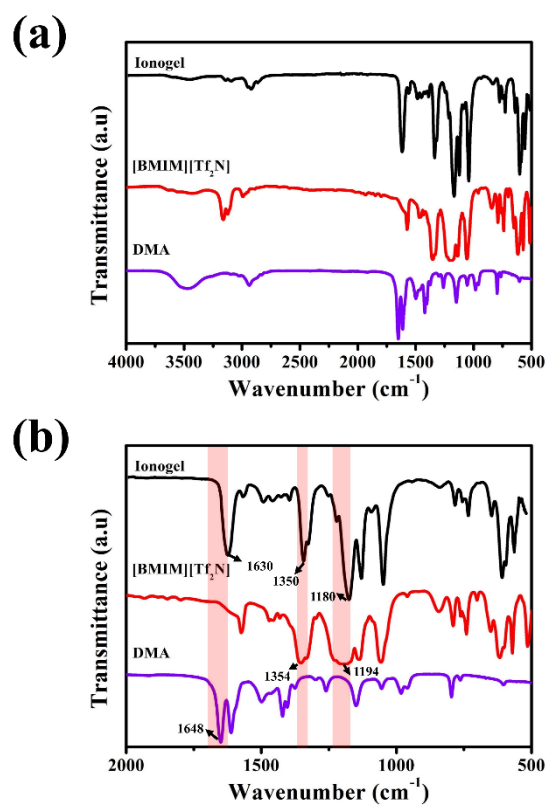 (a)
Ionogel
[BMIM][Tf₂N]
DMA
Transmittance (a.u)
4000 3500 3000 2500 2000 1500 1000 500
Wavenumber (cm⁻¹)
(b)
Ionogel
1630
1350
1180
[BMIM][Tf₂N]
1354
1194
DMA
1648
Transmittance (a.u)
2000 1500 1000 500
Wavenumber (cm⁻¹)